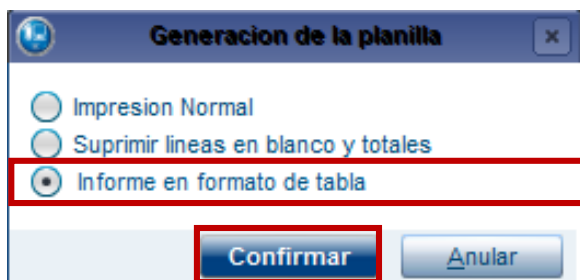 Generacion de la planilla
Impresion Normal
Suprimir lineas en blanco y totales
Informe en formato de tabla
Confirmar Anular